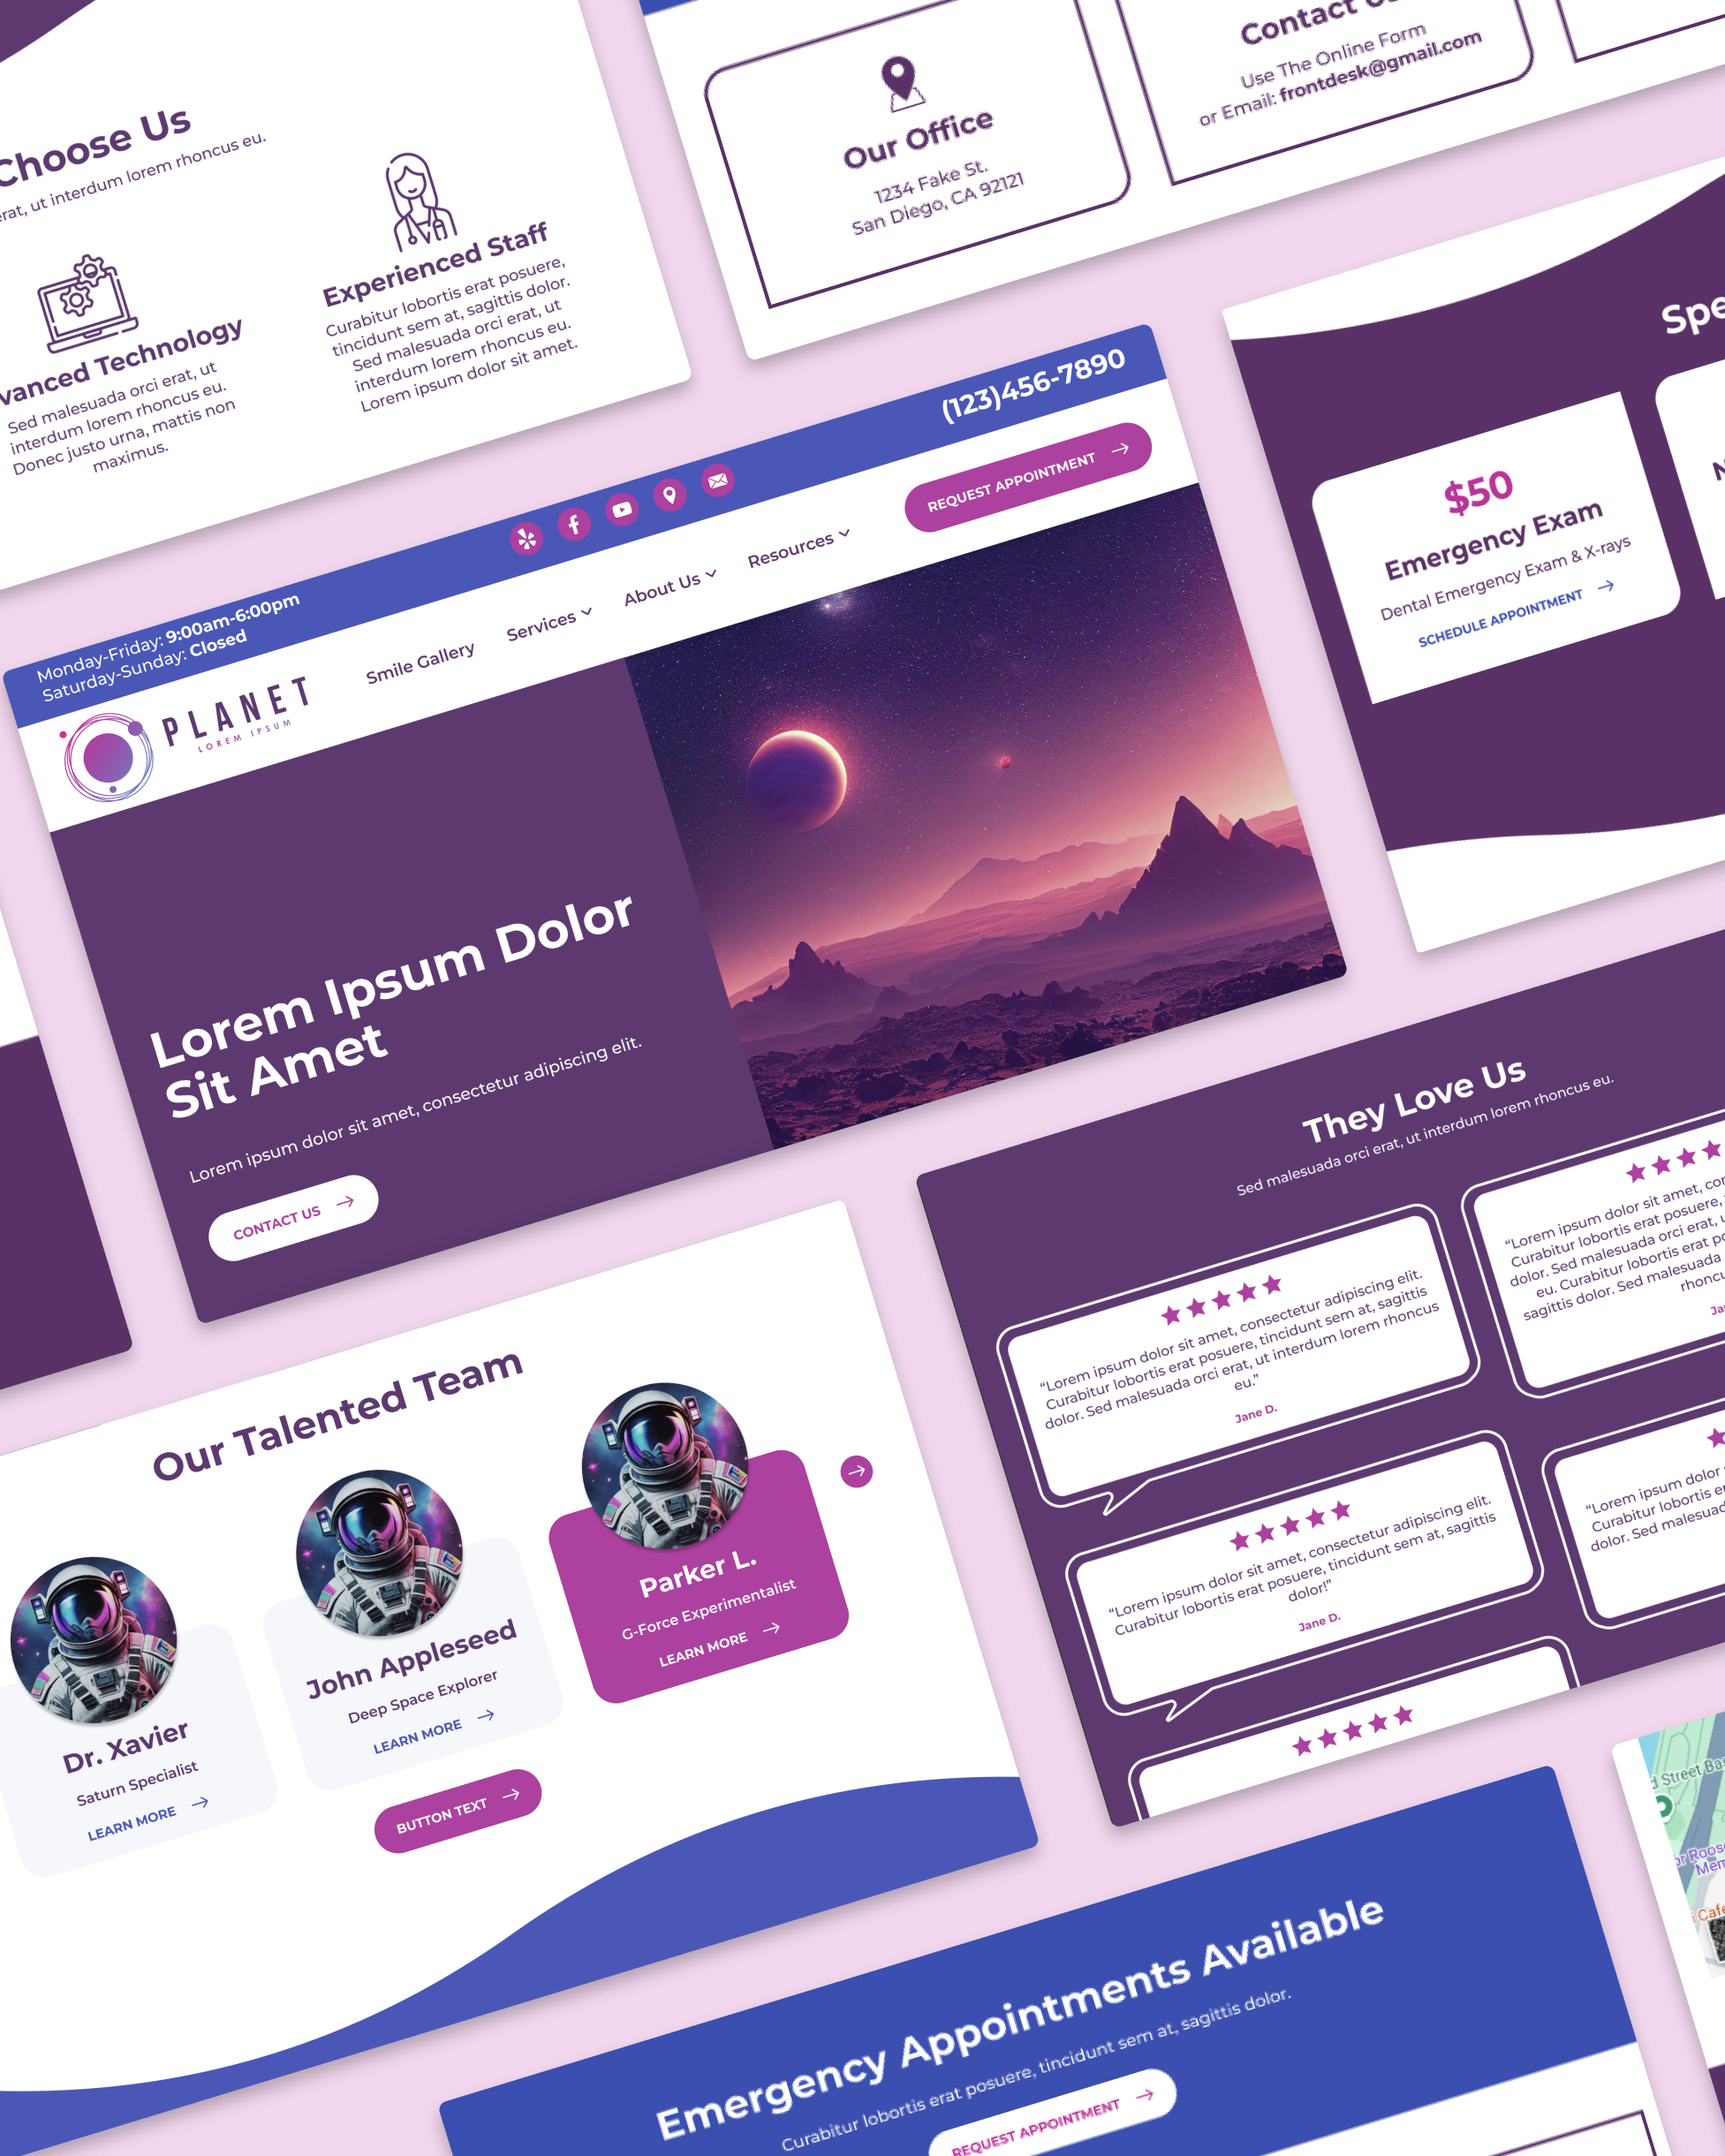 Choose Us
erat, ut interdum lorem rhoncus eu.
Advanced Technology
Sed malesuada orci erat, ut
interdum lorem rhoncus eu.
Donec justo urna, mattis non
maximus.
Experienced Staff
Curabitur lobortis erat posuere,
tincidunt sem at, sagittis dolor.
Sed malesuada orci erat, ut
interdum lorem rhoncus eu.
Lorem ipsum dolor sit amet.
Our Office
1234 Fake St.
San Diego, CA 92121
Contact Us
Use The Online Form
or Email: frontdesk@gmail.com
Spe
$50
Emergency Exam
Dental Emergency Exam & X-rays
SCHEDULE APPOINTMENT
N
Monday-Friday: 9:00am-6:00pm
Saturday-Sunday: Closed
(123)456-7890
PLANET
LOREM IPSUM
Smile Gallery
Services
About Us
Resources
REQUEST APPOINTMENT
Lorem Ipsum Dolor
Sit Amet
Lorem ipsum dolor sit amet, consectetur adipiscing elit.
CONTACT US
They Love Us
Sed malesuada orci erat, ut interdum lorem rhoncus eu.
“Lorem ipsum dolor sit amet, consectetur adipiscing elit.
Curabitur lobortis erat posuere, tincidunt sem at, sagittis
dolor. Sed malesuada orci erat, ut interdum lorem rhoncus
eu.”
Jane D.
“Lorem ipsum dolor sit amet, con
Curabitur lobortis erat posuere,
dolor. Sed malesuada orci erat, u
eu. Curabitur lobortis erat po
sagittis dolor. Sed malesuada
rhoncu
Ja
“Lorem ipsum dolor sit amet, consectetur adipiscing elit.
Curabitur lobortis erat posuere, tincidunt sem at, sagittis
dolor!”
Jane D.
“Lorem ipsum dolor
Curabitur lobortis er
dolor. Sed malesuad
Our Talented Team
Dr. Xavier
Saturn Specialist
LEARN MORE
John Appleseed
Deep Space Explorer
LEARN MORE
Parker L.
G-Force Experimentalist
LEARN MORE
BUTTON TEXT
Emergency Appointments Available
Curabitur lobortis erat posuere, tincidunt sem at, sagittis dolor.
REQUEST APPOINTMENT
d Street Bas
or Roos
Mem
i Cafe